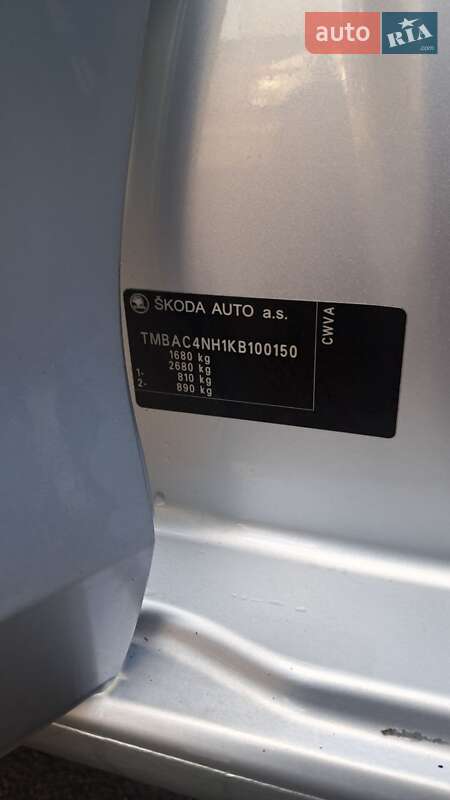 auto RIA.com
ŠKODA AUTO a.s.
TMBAC4NH1KB100150
1680 kg
2680 kg
1- 810 kg
2- 890 kg
CWVA